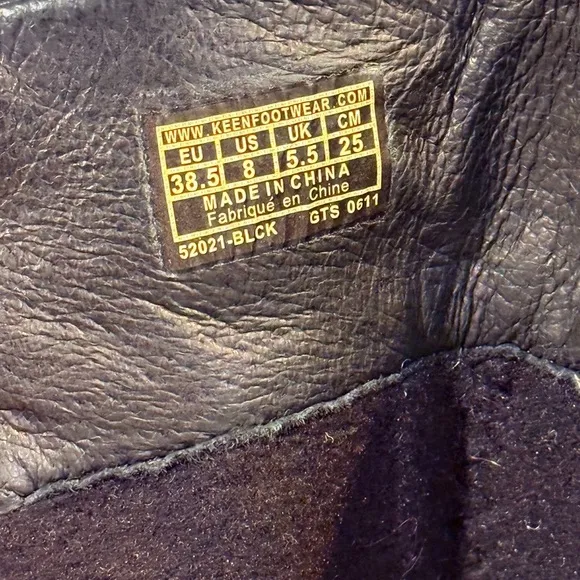 WWW.KEENFOOTWEAR.COM
EU US UK CM
38.5 8 5.5 25
MADE IN CHINA
Fabriqué en Chine
52021-BLCK GTS 0611